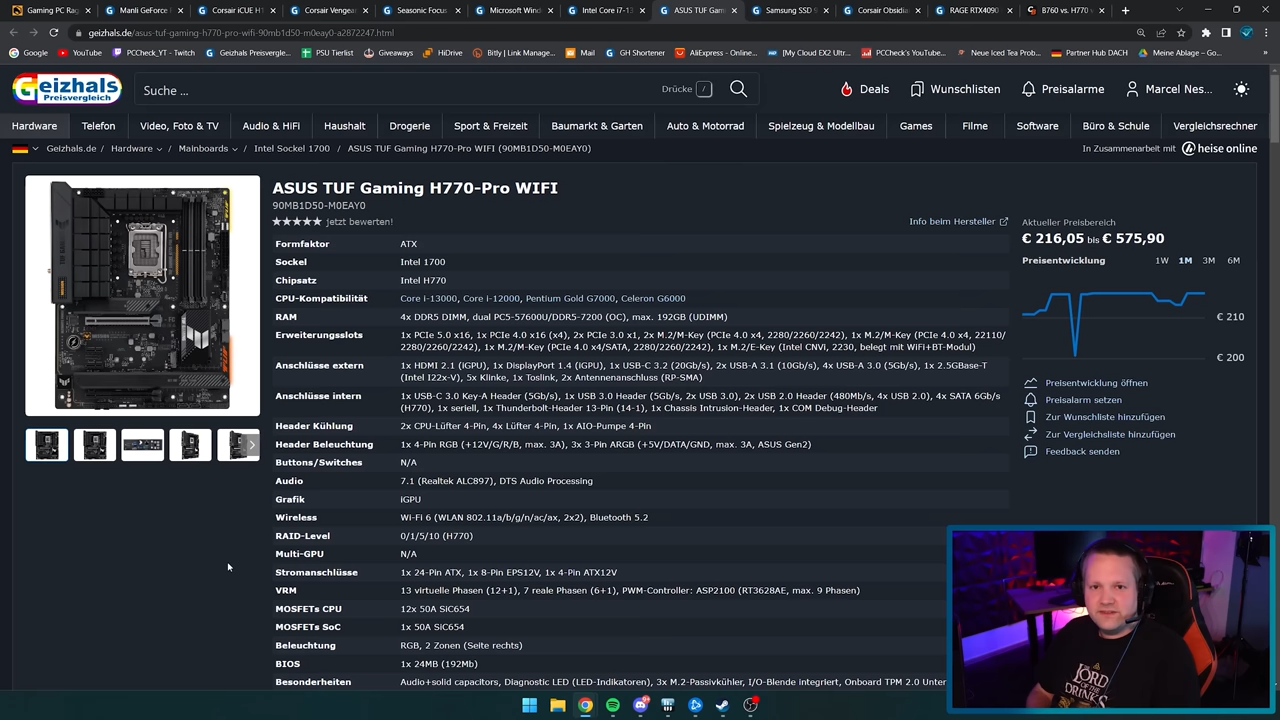 Gaming PC Rag
Manli GeForce
Corsair iCUE H1
Corsair Vengea
Seasonic Focus
Microsoft Wind
Intel Core i7-13
ASUS TUF Gam
Samsung SSD 9
Corsair Obsidia
RAGE RTX4090
B760 vs. H770
geizhals.de/asus-tuf-gaming-h770-pro-wifi-90mb1d50-m0eay0-a2872247.html
Google
YouTube
PCCheck_YT - Twitch
Geizhals Preisvergle...
PSU Tierlist
Giveaways
HiDrive
Bitly | Link Manage...
Mail
GH Shortener
AliExpress - Online...
[My Cloud EX2 Ultr...
PCCheck's YouTube...
Neue Iced Tea Prob...
Partner Hub DACH
Meine Ablage – Go...
Geizhals
Preisvergleich
Suche ...
Drücke /
Deals
Wunschlisten
Preisalarme
Marcel Nes...
Hardware
Telefon
Video, Foto & TV
Audio & HiFi
Haushalt
Drogerie
Sport & Freizeit
Baumarkt & Garten
Auto & Motorrad
Spielzeug & Modellbau
Games
Filme
Software
Büro & Schule
Vergleichsrechner
Geizhals.de / Hardware / Mainboards / Intel Sockel 1700 / ASUS TUF Gaming H770-Pro WIFI (90MB1D50-M0EAY0)
In Zusammenarbeit mit heise online
ASUS TUF Gaming H770-Pro WIFI
90MB1D50-M0EAY0
jetzt bewerten!
Info beim Hersteller
Formfaktor ATX
Sockel Intel 1700
Chipsatz Intel H770
CPU-Kompatibilität Core i-13000, Core i-12000, Pentium Gold G7000, Celeron G6000
RAM 4x DDR5 DIMM, dual PC5-57600U/DDR5-7200 (OC), max. 192GB (UDIMM)
Erweiterungsslots 1x PCIe 5.0 x16, 1x PCIe 4.0 x16 (x4), 2x PCIe 3.0 x1, 2x M.2/M-Key (PCIe 4.0 x4, 2280/2260/2242), 1x M.2/M-Key (PCIe 4.0 x4, 22110/
2280/2260/2242), 1x M.2/M-Key (PCIe 4.0 x4/SATA, 2280/2260/2242), 1x M.2/E-Key (Intel CNVi, 2230, belegt mit WiFi+BT-Modul)
Anschlüsse extern 1x HDMI 2.1 (iGPU), 1x DisplayPort 1.4 (iGPU), 1x USB-C 3.2 (20Gb/s), 2x USB-A 3.1 (10Gb/s), 4x USB-A 3.0 (5Gb/s), 1x 2.5GBase-T
(Intel I22x-V), 5x Klinke, 1x Toslink, 2x Antennenanschluss (RP-SMA)
Anschlüsse intern 1x USB-C 3.0 Key-A Header (5Gb/s), 1x USB 3.0 Header (5Gb/s, 2x USB 3.0), 2x USB 2.0 Header (480Mb/s, 4x USB 2.0), 4x SATA 6Gb/s
(H770), 1x seriell, 1x Thunderbolt-Header 13-Pin (14-1), 1x Chassis Intrusion-Header, 1x COM Debug-Header
Header Kühlung 2x CPU-Lüfter 4-Pin, 4x Lüfter 4-Pin, 1x AIO-Pumpe 4-Pin
Header Beleuchtung 1x 4-Pin RGB (+12V/G/R/B, max. 3A), 3x 3-Pin ARGB (+5V/DATA/GND, max. 3A, ASUS Gen2)
Buttons/Switches N/A
Audio 7.1 (Realtek ALC897), DTS Audio Processing
Grafik iGPU
Wireless Wi-Fi 6 (WLAN 802.11a/b/g/n/ac/ax, 2x2), Bluetooth 5.2
RAID-Level 0/1/5/10 (H770)
Multi-GPU N/A
Stromanschlüsse 1x 24-Pin ATX, 1x 8-Pin EPS12V, 1x 4-Pin ATX12V
VRM 13 virtuelle Phasen (12+1), 7 reale Phasen (6+1), PWM-Controller: ASP2100 (RT3628AE, max. 9 Phasen)
MOSFETs CPU 12x 50A SiC654
MOSFETs SoC 1x 50A SiC654
Beleuchtung RGB, 2 Zonen (Seite rechts)
BIOS 1x 24MB (192Mb)
Besonderheiten Audio+solid capacitors, Diagnostic LED (LED-Indikatoren), 3x M.2-Passivkühler, I/O-Blende integriert, Onboard TPM 2.0 Unter
Aktueller Preisbereich
€ 216,05 bis € 575,90
Preisentwicklung 1W 1M 3M 6M
€ 210
€ 200
Preisentwicklung öffnen
Preisalarm setzen
Zur Wunschliste hinzufügen
Zur Vergleichsliste hinzufügen
Feedback senden
LORD
OF THE
DRINKS